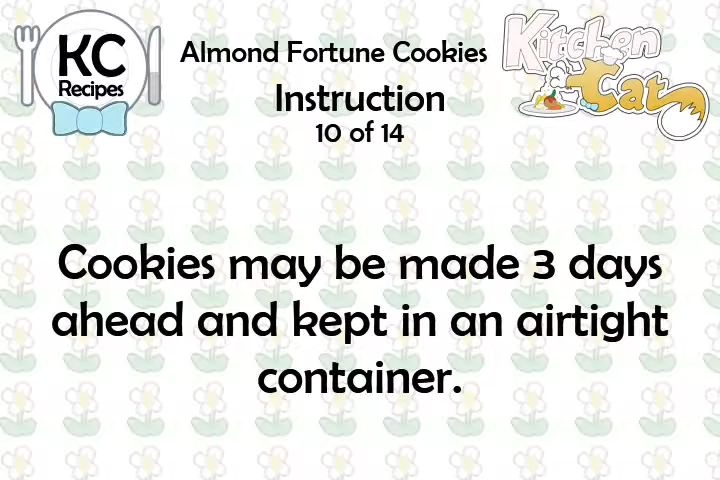 KC
Recipes
Almond Fortune Cookies
Instruction
10 of 14
Kitchen
Cat
Cookies may be made 3 days
ahead and kept in an airtight
container.